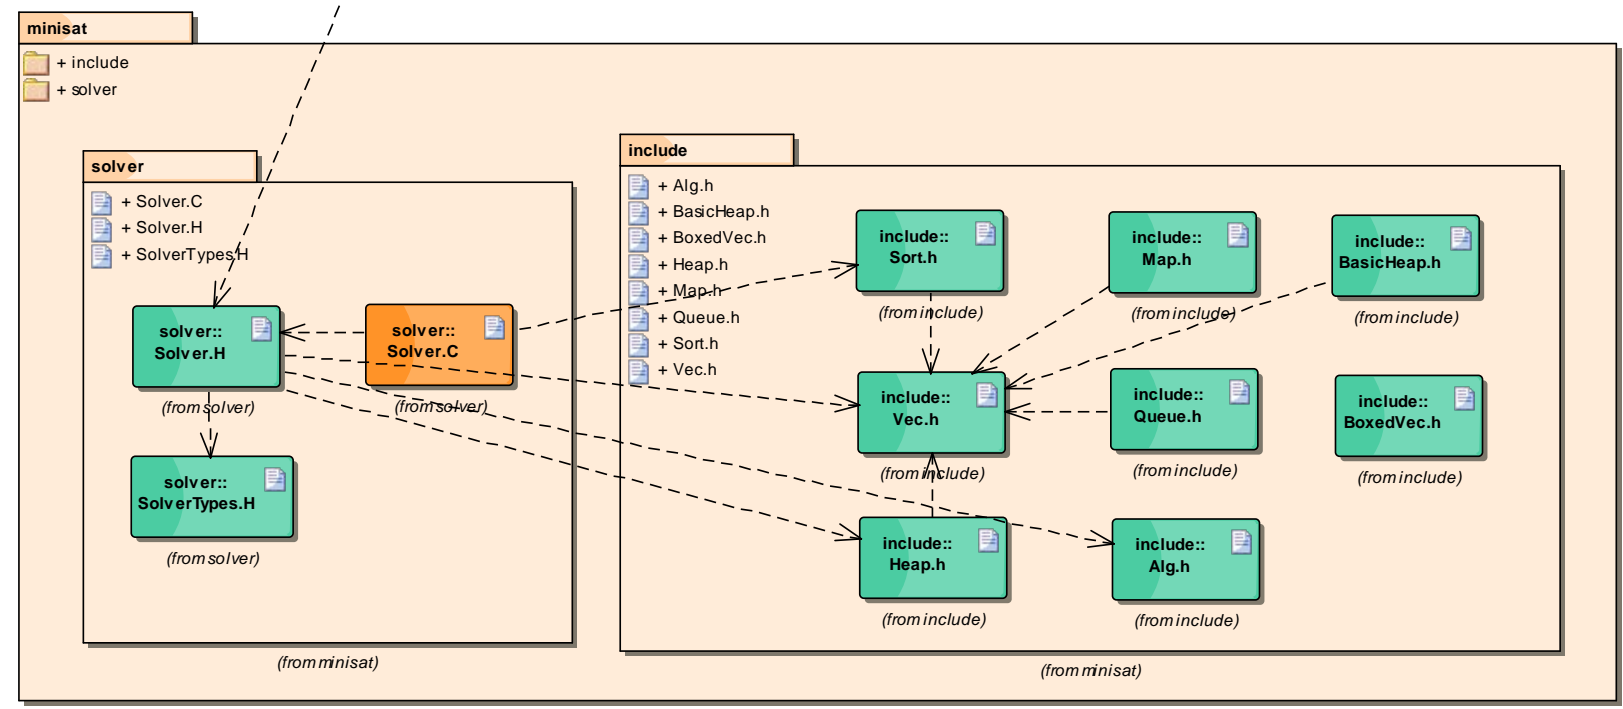 minisat
+ include
+ solver
solver
+ Solver.C
+ Solver.H
+ SolverTypes.H
solver::
Solver.H
(from solver)
solver::
Solver.C
(from solver)
solver::
SolverTypes.H
(from solver)
(from minisat)
include
+ Alg.h
+ BasicHeap.h
+ BoxedVec.h
+ Heap.h
+ Map.h
+ Queue.h
+ Sort.h
+ Vec.h
include::
Sort.h
(from include)
include::
Map.h
(from include)
include::
BasicHeap.h
(from include)
include::
Vec.h
(from include)
include::
Queue.h
(from include)
include::
BoxedVec.h
(from include)
include::
Heap.h
(from include)
include::
Alg.h
(from include)
(from minisat)